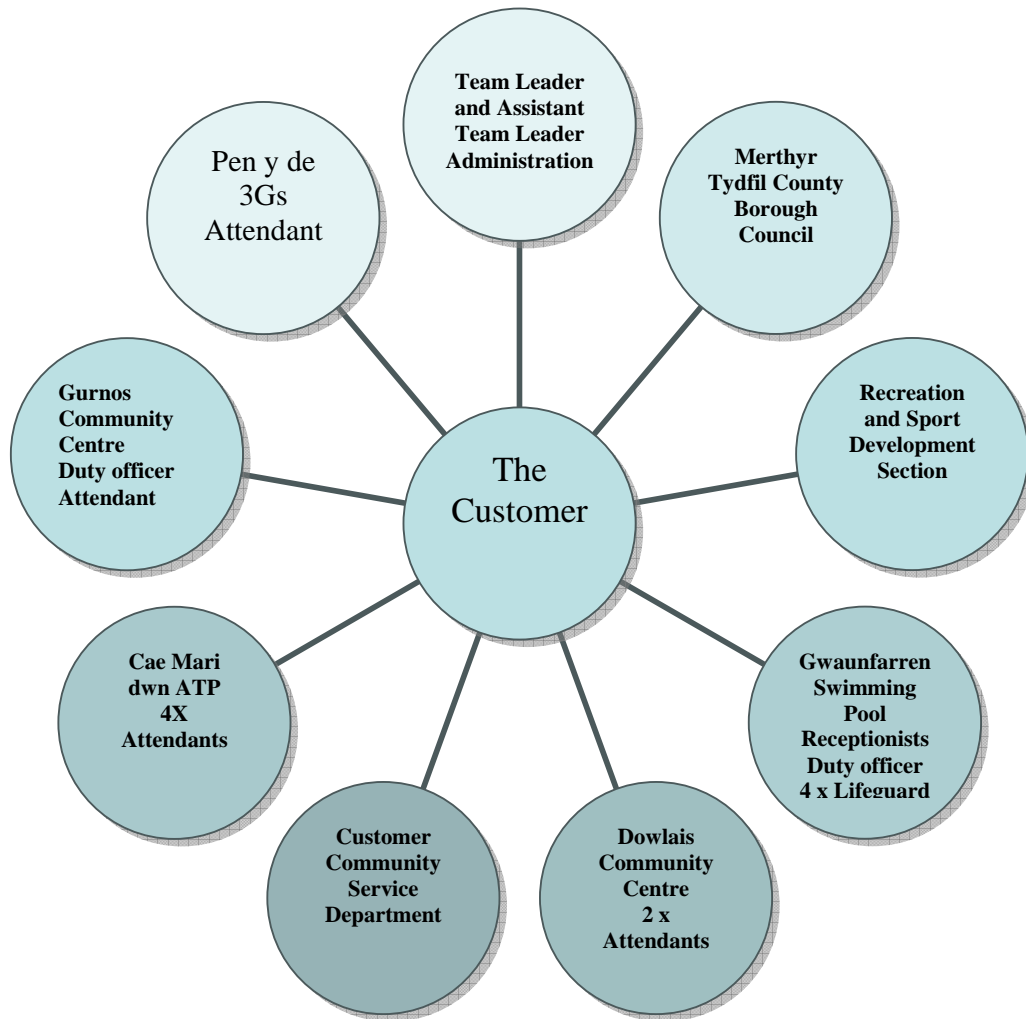 Team Leader
and Assistant
Team Leader
Administration
Merthyr
Tydfil County
Borough
Council
Recreation
and Sport
Development
Section
Gwaunfarren
Swimming
Pool
Receptionists
Duty officer
4 x Lifeguard
Dowlais
Community
Centre
2 x
Attendants
Customer
Community
Service
Department
Cae Mari
dwn ATP
4X
Attendants
Gurnos
Community
Centre
Duty officer
Attendant
Pen y de
3Gs
Attendant
The
Customer